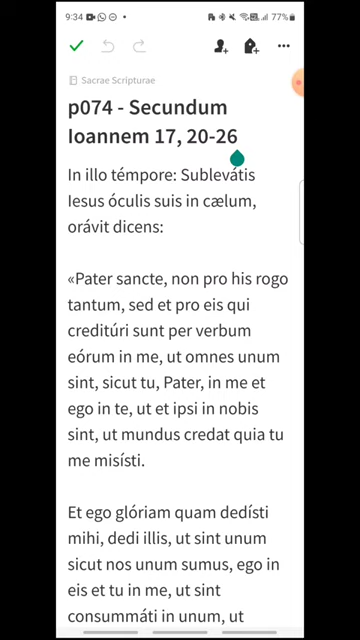 9:34
77%
Sacrae Scripturae
p074 - Secundum
Ioannem 17, 20-26
In illo témpore: Sublevátis
Iesus óculis suis in cælum,
orávit dicens:
«Pater sancte, non pro his rogo
tantum, sed et pro eis qui
creditúri sunt per verbum
eórum in me, ut omnes unum
sint, sicut tu, Pater, in me et
ego in te, ut et ipsi in nobis
sint, ut mundus credat quia tu
me misísti.
Et ego glóriam quam dedísti
mihi, dedi illis, ut sint unum
sicut nos unum sumus, ego in
eis et tu in me, ut sint
consummáti in unum, ut